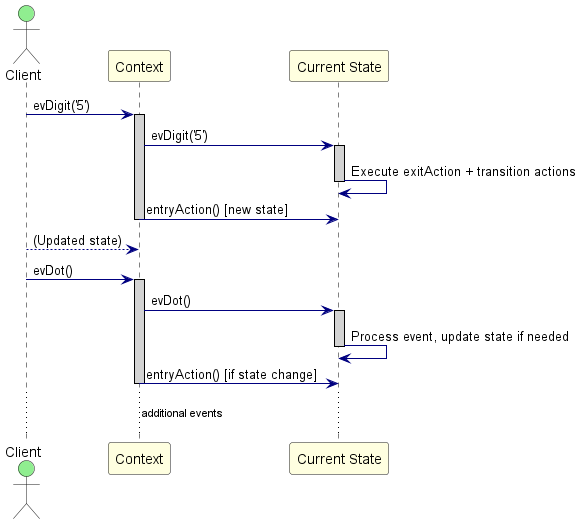 Client
Context
Current State
evDigit('5')
evDigit('5')
Execute exitAction + transition actions
entryAction() [new state]
(Updated state)
evDot()
evDot()
Process event, update state if needed
entryAction() [if state change]
additional events
Client
Context
Current State